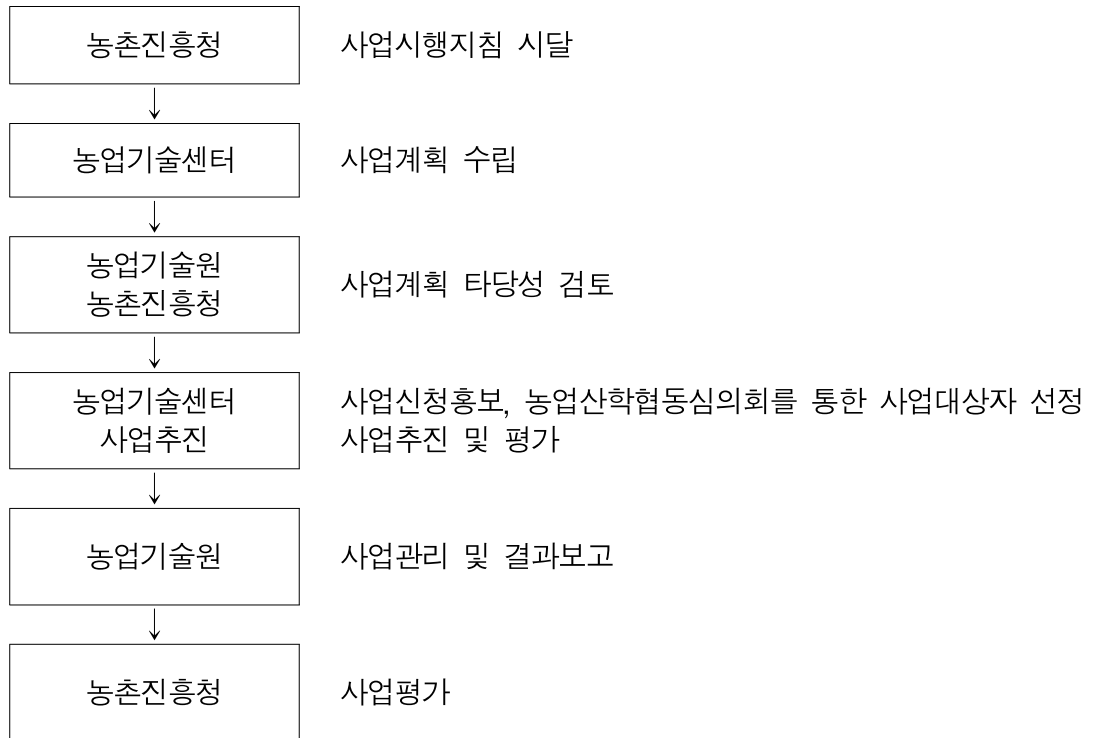 농촌진흥청 사업시행지침 시달
농업기술센터 사업계획 수립
농업기술원
농촌진흥청
사업계획 타당성 검토
농업기술센터
사업추진
사업신청홍보, 농업산학협동심의회를 통한 사업대상자 선정
사업추진 및 평가
농업기술원 사업관리 및 결과보고
농촌진흥청 사업평가